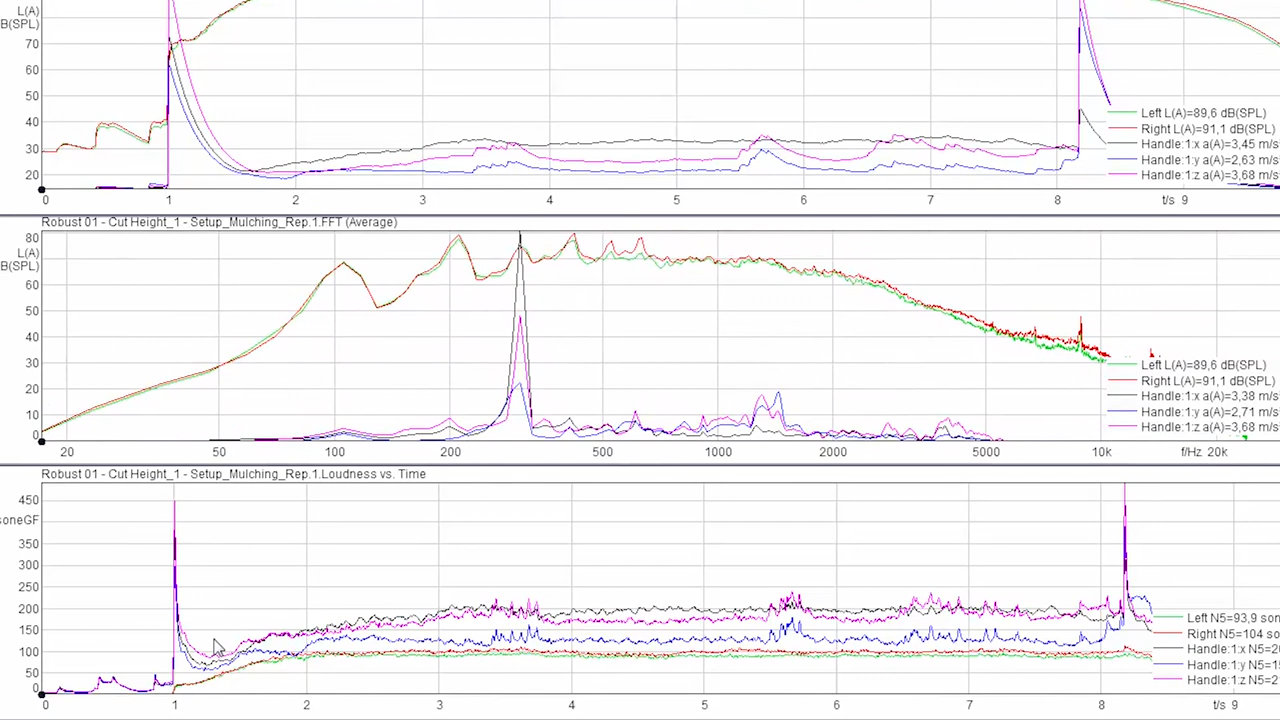 L(A)
B(SPL)
70
60
50
40
30
20
Left L(A)=89,6 dB(SPL)
Right L(A)=91,1 dB(SPL)
Handle:1:x a(A)=3,45 m/s
Handle:1:y a(A)=2,63 m/s
Handle:1:z a(A)=3,68 m/s
0 1 2 3 4 5 6 7 t/s 9
Robust 01 - Cut Height_1 - Setup_Mulching_Rep.1.FFT (Average)
80
L(A)
B(SPL)
60
50
40
30
20
10
0
Left L(A)=89,6 dB(SPL)
Right L(A)=91,1 dB(SPL)
Handle:1:x a(A)=3,38 m/s
Handle:1:y a(A)=2,71 m/s
Handle:1:z a(A)=3,68 m/s
20 50 100 200 500 1000 2000 5000 10k f/Hz 20k
Robust 01 - Cut Height_1 - Setup_Mulching_Rep.1.Loudness vs. Time
450
soneGF
350
300
250
200
150
100
50
0
Left N5=93,9 son
Right N5=104 son
Handle:1:x N5=20
Handle:1:y N5=15
Handle:1:z N5=21
0 1 2 3 4 5 6 7 8 t/s 9